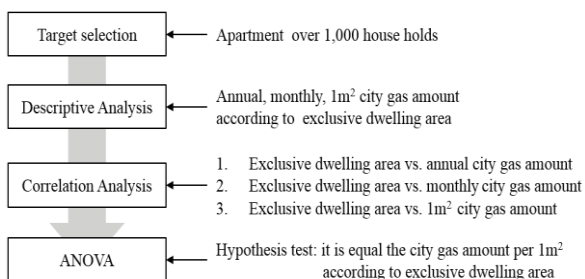 Target selection
Apartment over 1,000 house holds
Descriptive Analysis
Annual, monthly, 1m² city gas amount
according to exclusive dwelling area
Correlation Analysis
1. Exclusive dwelling area vs. annual city gas amount
2. Exclusive dwelling area vs. monthly city gas amount
3. Exclusive dwelling area vs. 1m² city gas amount
ANOVA
Hypothesis test: it is equal the city gas amount per 1m²
according to exclusive dwelling area